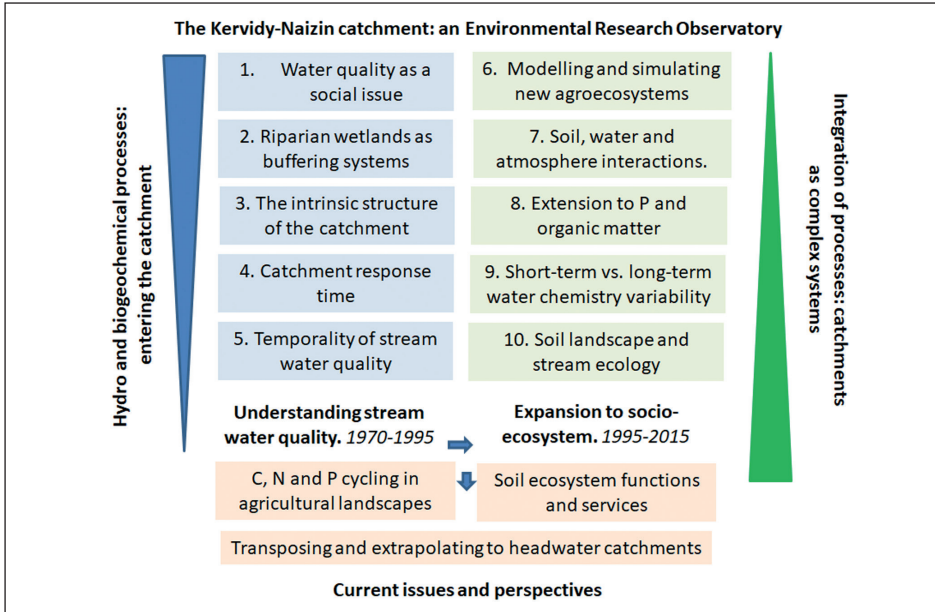 The Kervidy-Naizin catchment: an Environmental Research Observatory
Hydro and biogeochemical processes:
entering the catchment
1. Water quality as a
social issue
2. Riparian wetlands as
buffering systems
3. The intrinsic structure
of the catchment
4. Catchment response
time
5. Temporality of stream
water quality
Understanding stream
water quality. 1970-1995
6. Modelling and simulating
new agroecosystems
7. Soil, water and
atmosphere interactions.
8. Extension to P and
organic matter
9. Short-term vs. long-term
water chemistry variability
10. Soil landscape and
stream ecology
Expansion to socio-
ecosystem. 1995-2015
Integration of processes: catchments
as complex systems
C, N and P cycling in
agricultural landscapes
Soil ecosystem functions
and services
Transposing and extrapolating to headwater catchments
Current issues and perspectives